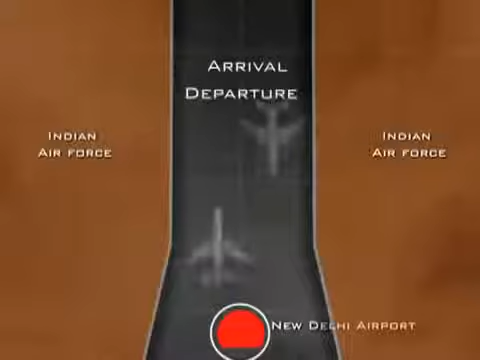 ARRIVAL
DEPARTURE
INDIAN
AIR FORCE
INDIAN
AIR FORCE
NEW DELHI AIRPORT